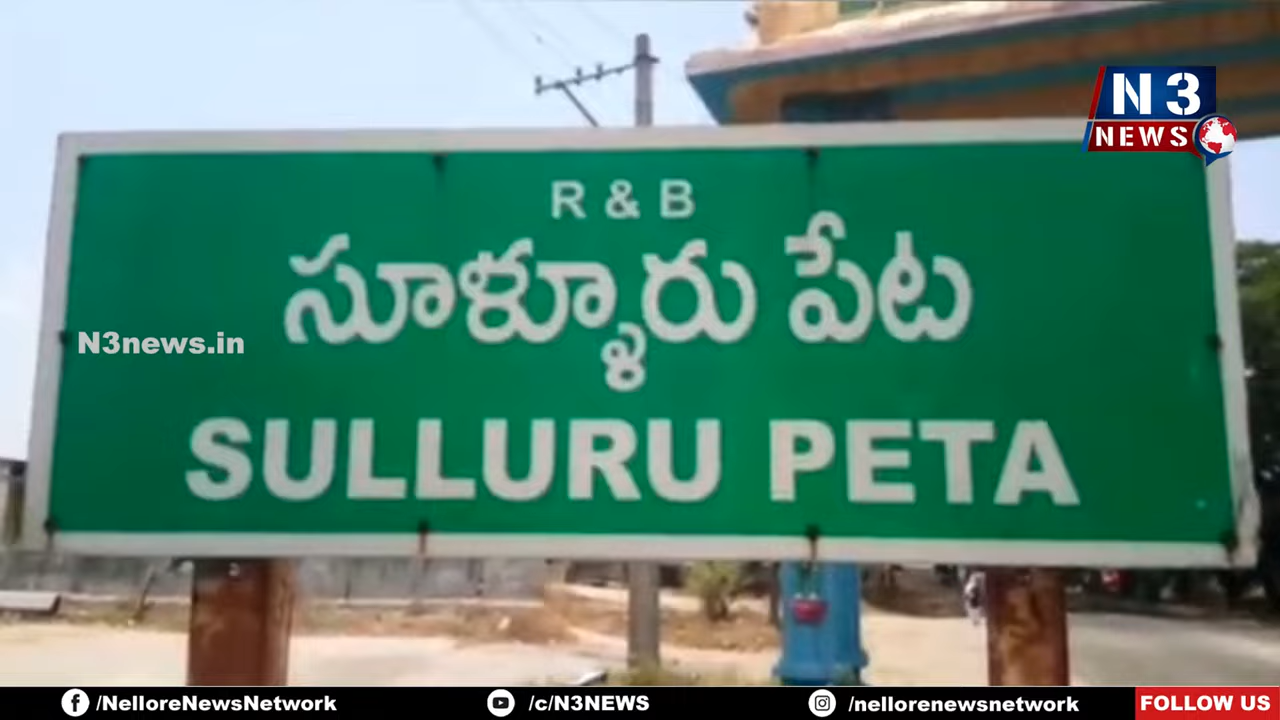 N3
NEWS
R & B
సూళ్ళూరు పేట
N3news.in
SULLURU PETA
/NelloreNewsNetwork
/c/N3NEWS
/nellorenewsnetwork
FOLLOW US